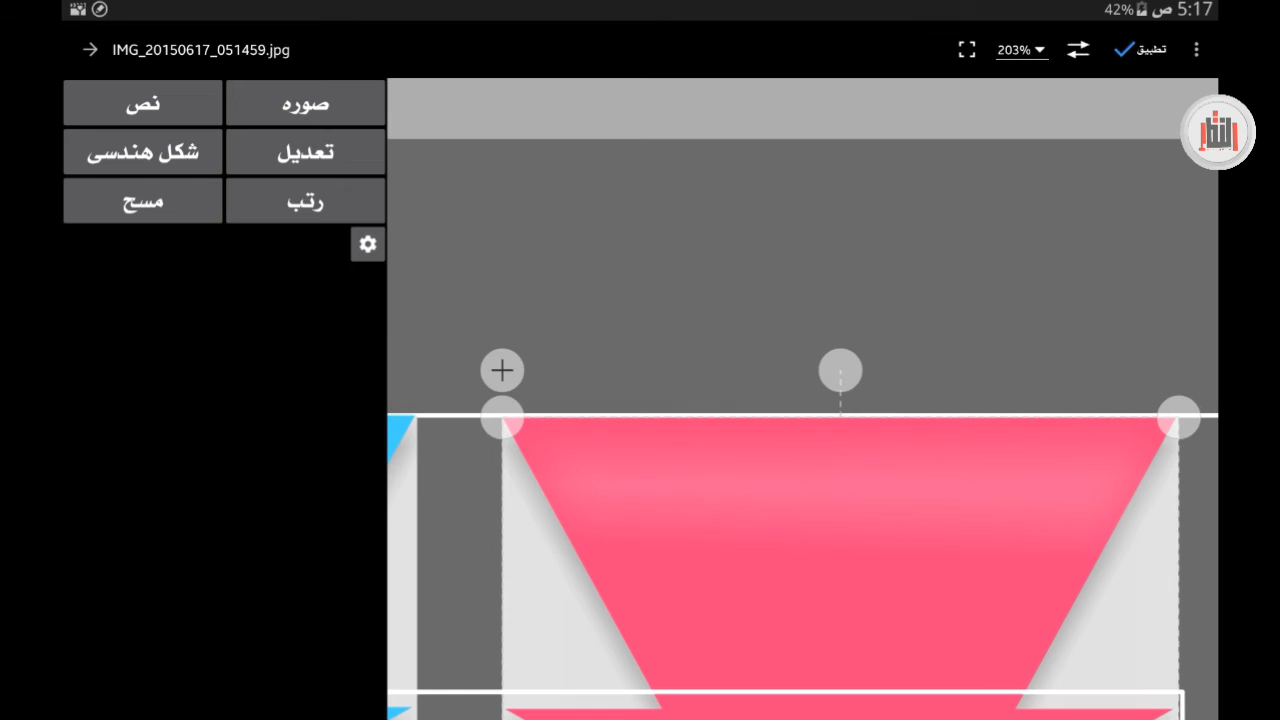 42% ص 5:17
IMG_20150617_051459.jpg
203%
تطبيق
نص
صوره
شكل هندسى
تعديل
مسح
رتب